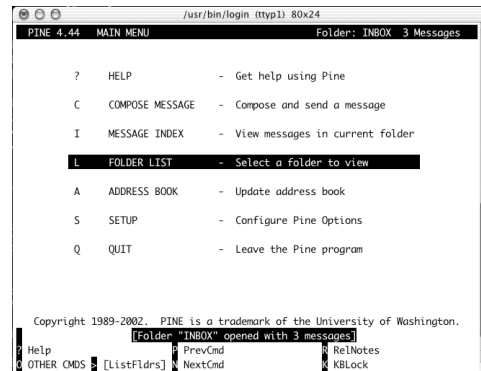 /usr/bin/login (ttyp1) 80x24
PINE 4.44 MAIN MENU Folder: INBOX 3 Messages
? HELP - Get help using Pine
C COMPOSE MESSAGE - Compose and send a message
I MESSAGE INDEX - View messages in current folder
L FOLDER LIST - Select a folder to view
A ADDRESS BOOK - Update address book
S SETUP - Configure Pine Options
Q QUIT - Leave the Pine program
Copyright 1989-2002. PINE is a trademark of the University of Washington.
[Folder "INBOX" opened with 3 messages]
? Help P PrevCmd R RelNotes
O OTHER CMDS > [ListFldrs] N NextCmd K KBLock